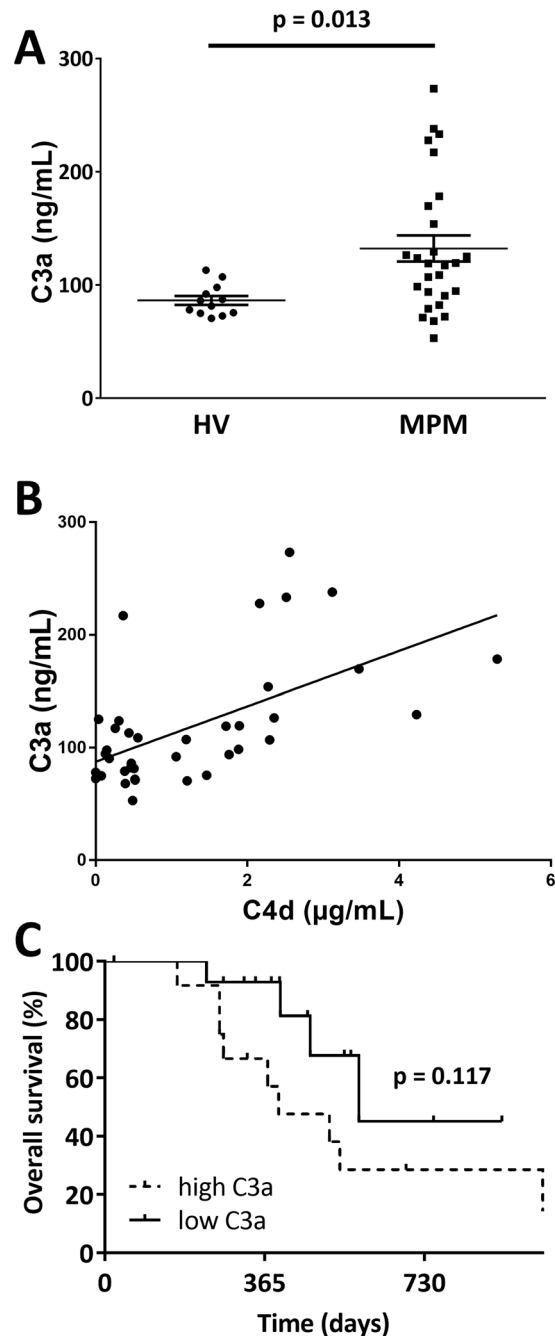 p = 0.013
A
300
200
100
0
C3a (ng/mL)
HV MPM
B
300
200
100
0
C3a (ng/mL)
0 2 4 6
C4d (µg/mL)
C
100
80
60
40
20
0
Overall survival (%)
p = 0.117
high C3a
low C3a
0 365 730
Time (days)